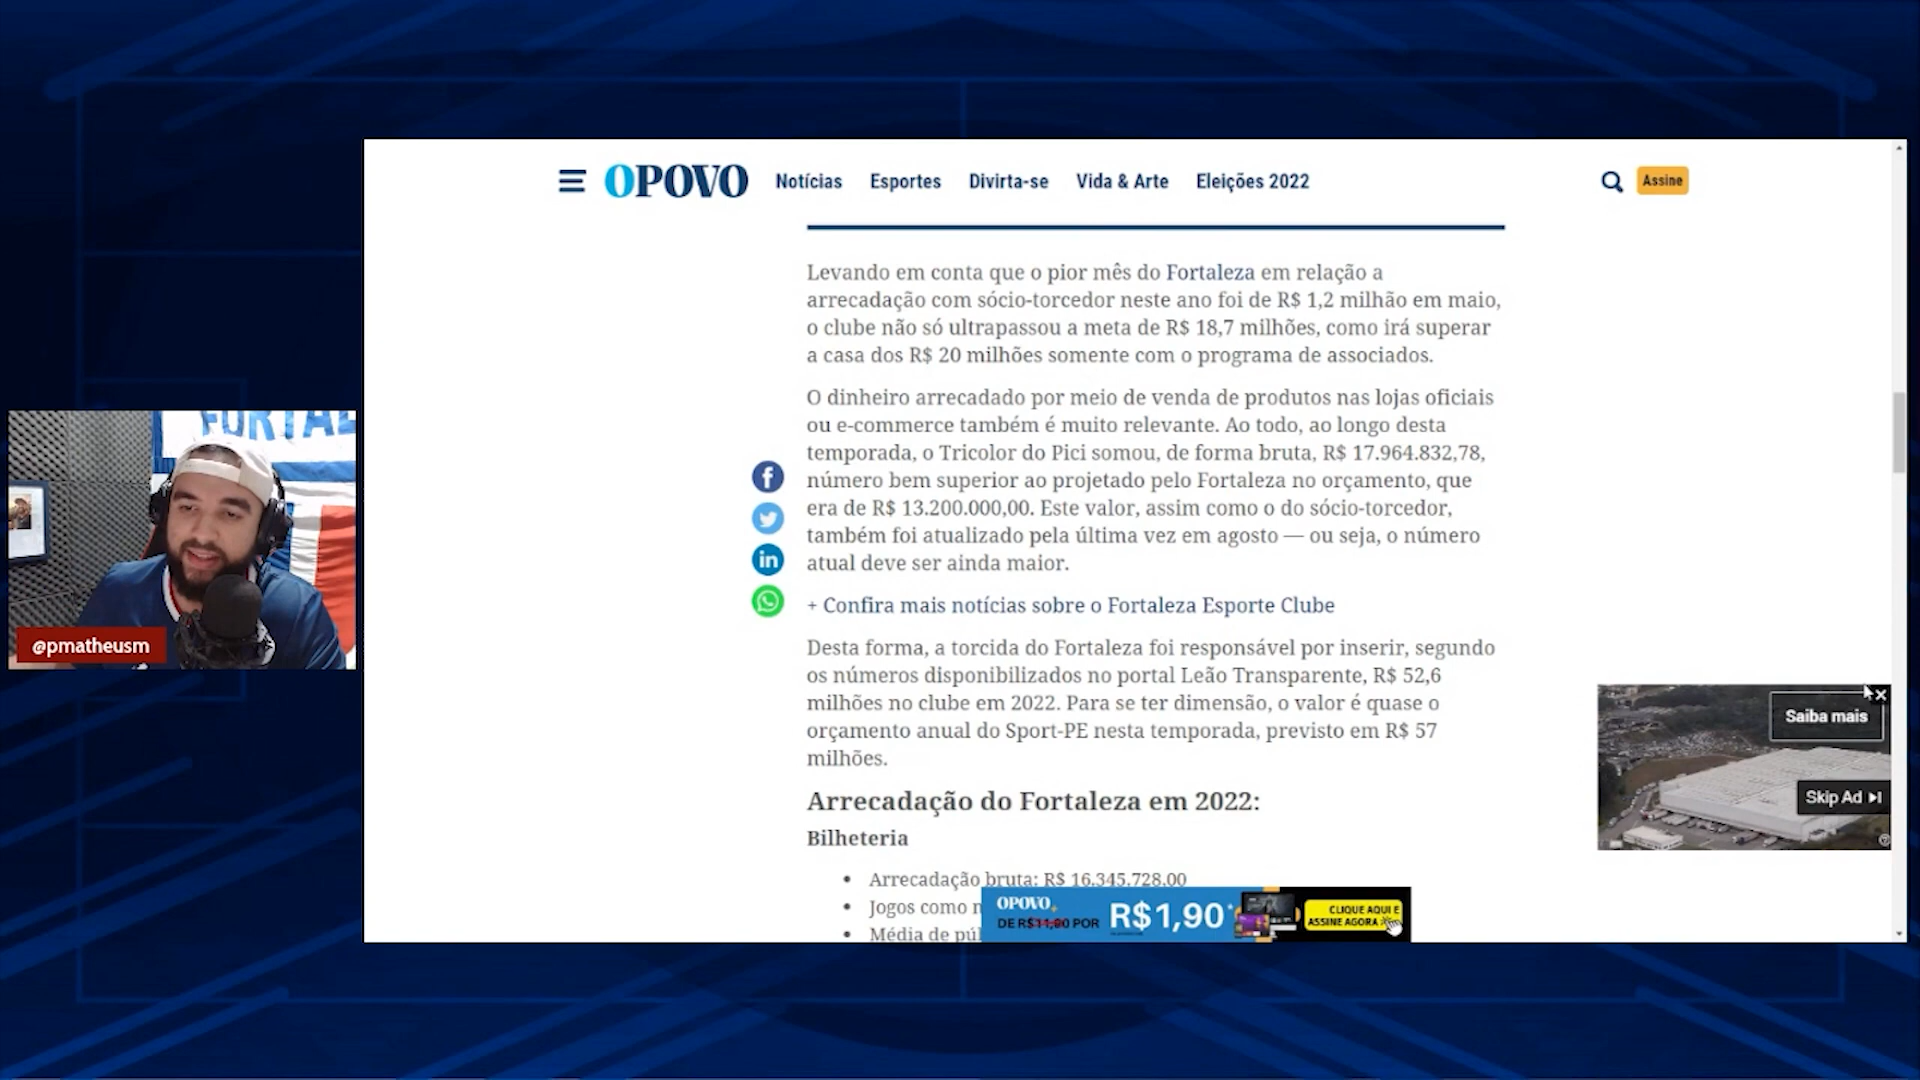 OPOVO Notícias Esportes Divirta-se Vida & Arte Eleições 2022 Assine
Levando em conta que o pior mês do Fortaleza em relação a
arrecadação com sócio-torcedor neste ano foi de R$ 1,2 milhão em maio,
o clube não só ultrapassou a meta de R$ 18,7 milhões, como irá superar
a casa dos R$ 20 milhões somente com o programa de associados.
O dinheiro arrecadado por meio de venda de produtos nas lojas oficiais
ou e-commerce também é muito relevante. Ao todo, ao longo desta
temporada, o Tricolor do Pici somou, de forma bruta, R$ 17.964.832,78,
número bem superior ao projetado pelo Fortaleza no orçamento, que
era de R$ 13.200.000,00. Este valor, assim como o do sócio-torcedor,
também foi atualizado pela última vez em agosto — ou seja, o número
atual deve ser ainda maior.
+ Confira mais notícias sobre o Fortaleza Esporte Clube
Desta forma, a torcida do Fortaleza foi responsável por inserir, segundo
os números disponibilizados no portal Leão Transparente, R$ 52,6
milhões no clube em 2022. Para se ter dimensão, o valor é quase o
orçamento anual do Sport-PE nesta temporada, previsto em R$ 57
milhões.
Arrecadação do Fortaleza em 2022:
Bilheteria
• Arrecadação bruta: R$ 16.345.728,00
• Jogos como
• Média de
OPOVO+
DE POR R$1,90*
CLIQUE AQUI E
ASSINE AGORA
Saiba mais
Skip Ad
FORTAL
@pmatheusm